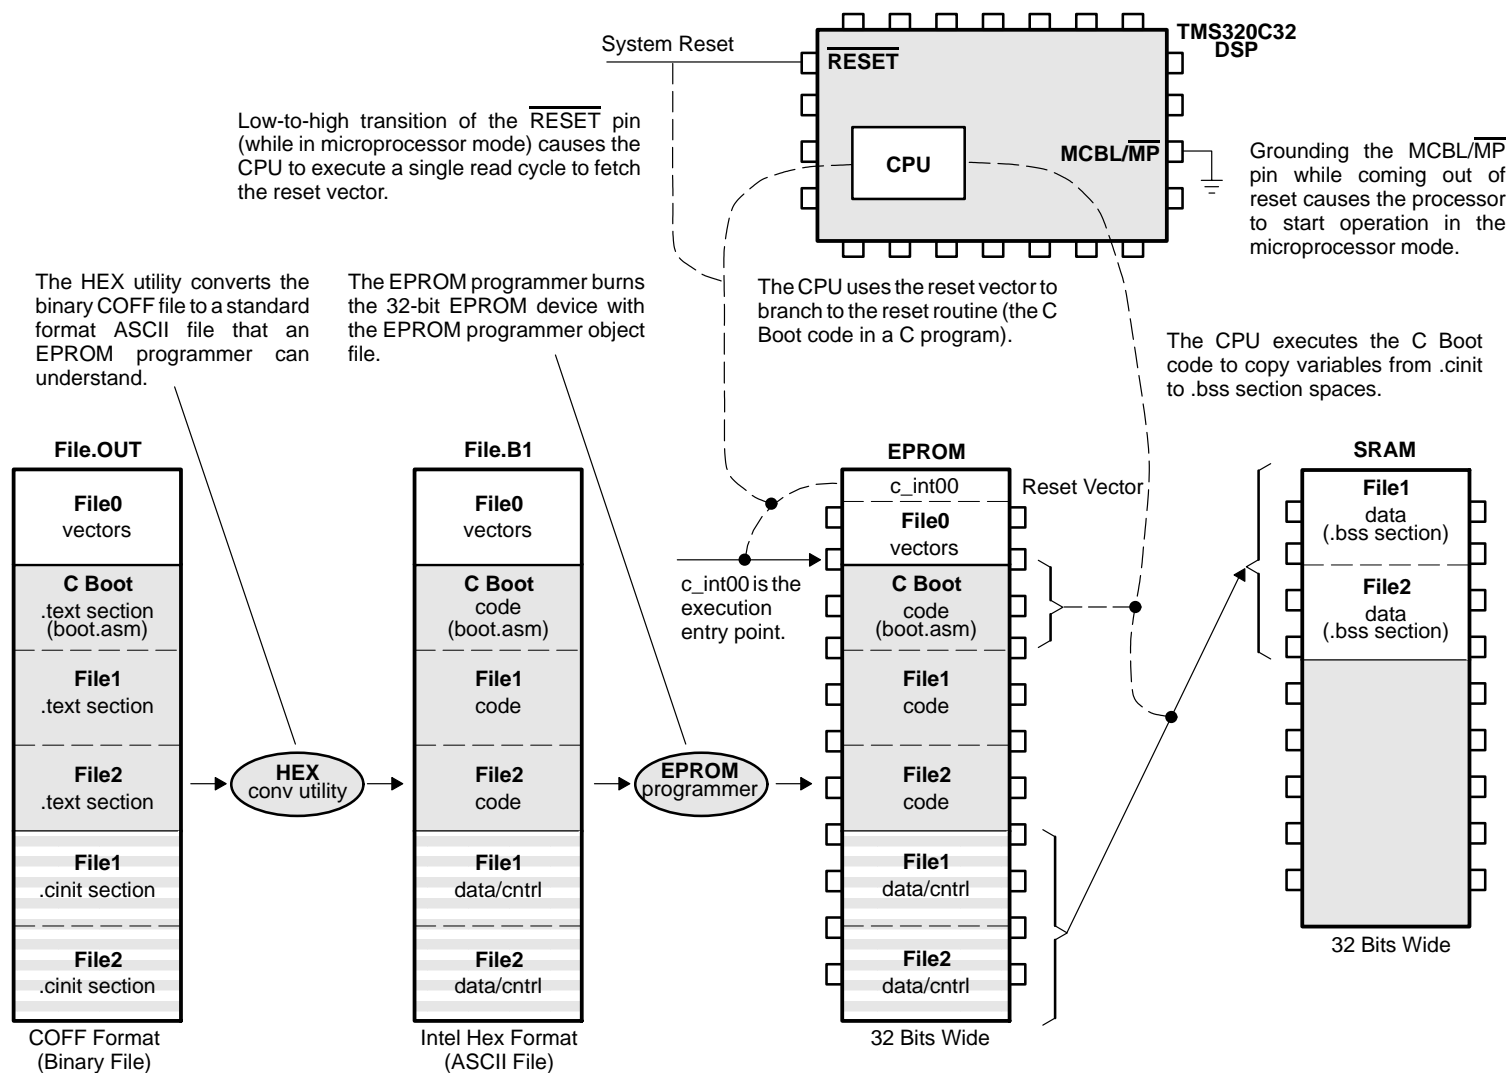 System Reset
RESET
TMS320C32
DSP
CPU
MCBL/MP
Low-to-high transition of the RESET pin
(while in microprocessor mode) causes the
CPU to execute a single read cycle to fetch
the reset vector.
Grounding the MCBL/MP
pin while coming out of
reset causes the processor
to start operation in the
microprocessor mode.
The HEX utility converts the
binary COFF file to a standard
format ASCII file that an
EPROM programmer can
understand.
The EPROM programmer burns
the 32-bit EPROM device with
the EPROM programmer object
file.
The CPU uses the reset vector to
branch to the reset routine (the C
Boot code in a C program).
The CPU executes the C Boot
code to copy variables from .cinit
to .bss section spaces.
File.OUT
File0
vectors
C Boot
.text section
(boot.asm)
File1
.text section
File2
.text section
File1
.cinit section
File2
.cinit section
COFF Format
(Binary File)
HEX
conv utility
File.B1
File0
vectors
C Boot
code
(boot.asm)
File1
code
File2
code
File1
data/cntrl
File2
data/cntrl
Intel Hex Format
(ASCII File)
EPROM
programmer
c_int00 is the
execution
entry point.
EPROM
c_int00
Reset Vector
File0
vectors
C Boot
code
(boot.asm)
File1
code
File2
code
File1
data/cntrl
File2
data/cntrl
32 Bits Wide
SRAM
File1
data
(.bss section)
File2
data
(.bss section)
32 Bits Wide